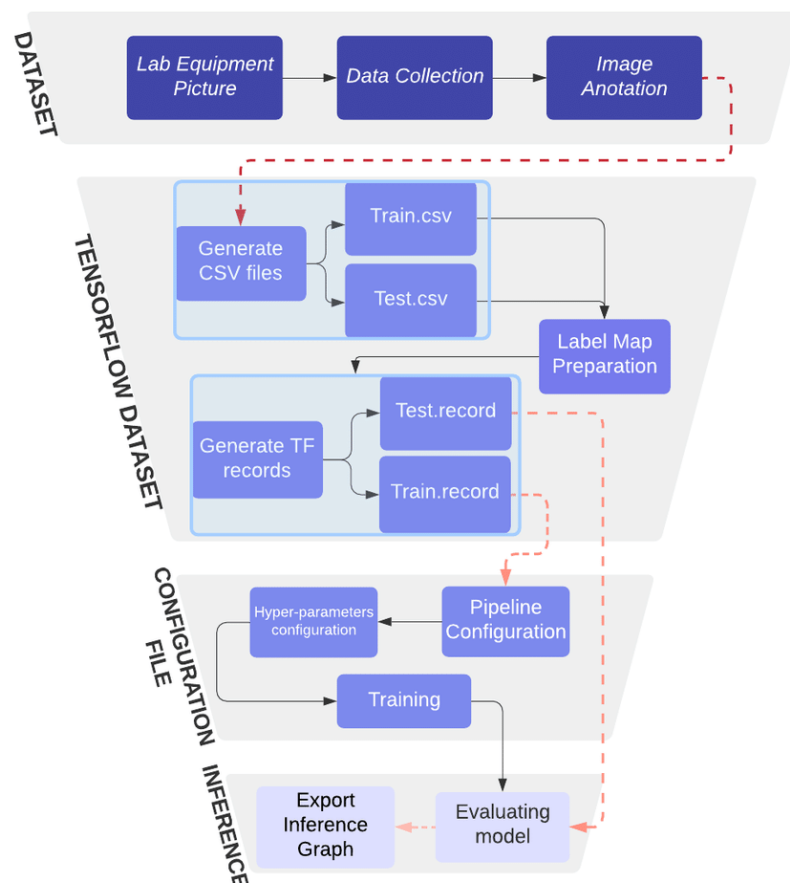 DATASET
Lab Equipment
Picture
Data Collection
Image
Anotation
TENSORFLOW DATASET
Generate
CSV files
Train.csv
Test.csv
Label Map
Preparation
Generate TF
records
Test.record
Train.record
CONFIGURATION
FILE
Hyper-parameters
configuration
Pipeline
Configuration
Training
INFERENCE
Export
Inference
Graph
Evaluating
model